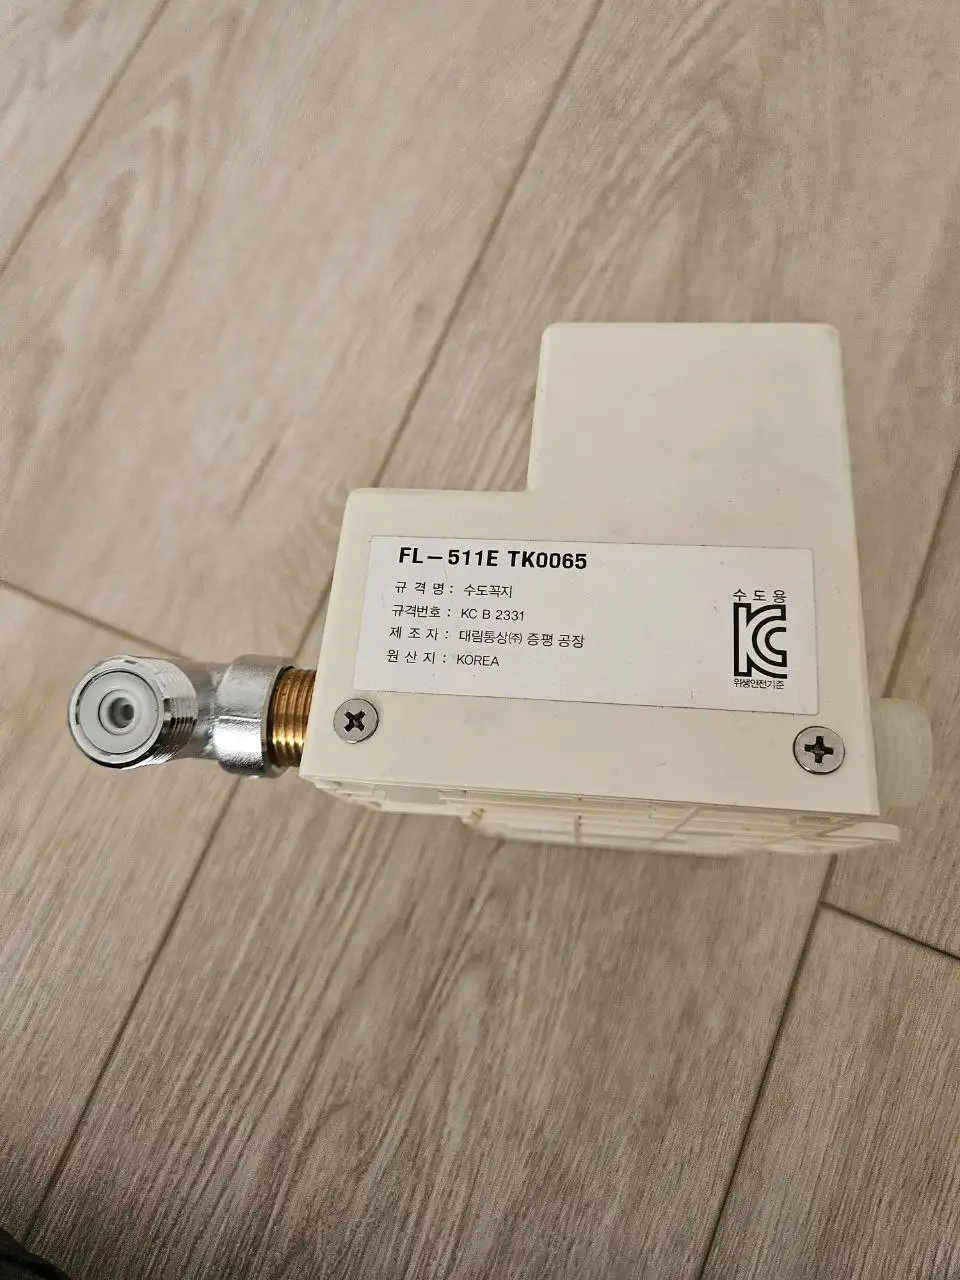 FL-511E TK0065
규 격 명 : 수도꼭지
규격번호 : KC B 2331
제 조 자 : 대림통상㈜ 증평 공장
원 산 지 : KOREA
수 도 용
KC
위생안전기준